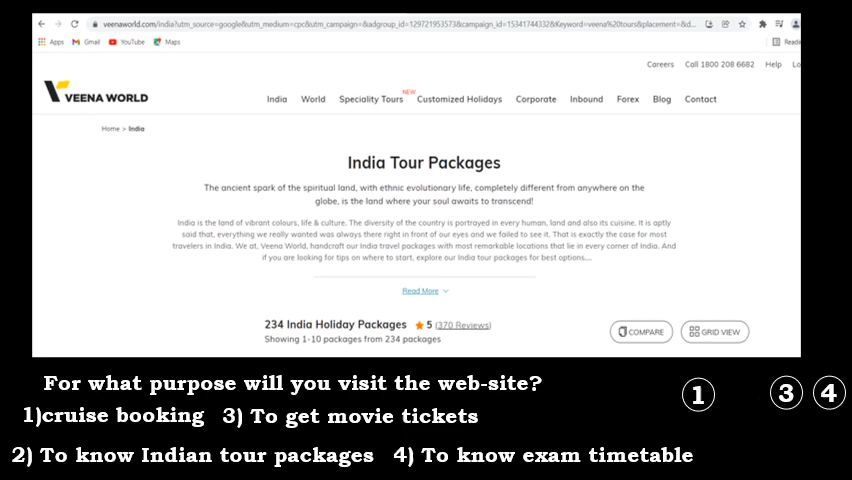 veenaworld.com/india?utm_source=google&utm_medium=cpc&utm_campaign=&adgroup_id=129721953573&campaign_id=15341744332&Keyword=veena%20tours&placement=&d...
Apps Gmail YouTube Maps Readi
Careers Call 1800 208 6682 Help Lo
VEENA WORLD
NEW
India World Speciality Tours Customized Holidays Corporate Inbound Forex Blog Contact
Home > India
India Tour Packages
The ancient spark of the spiritual land, with ethnic evolutionary life, completely different from anywhere on the
globe, is the land where your soul awaits to transcend!
India is the land of vibrant colours, life & culture. The diversity of the country is portrayed in every human, land and also its cuisine. It is aptly
said that, everything we really wanted was always there right in front of our eyes and we failed to see it. That is exactly the case for most
travelers in India. We at, Veena World, handcraft our India travel packages with most remarkable locations that lie in every corner of India. And
if you are looking for tips on where to start, explore our India tour packages for best options....
Read More
234 India Holiday Packages 5 (370 Reviews)
Showing 1-10 packages from 234 packages
COMPARE GRID VIEW
For what purpose will you visit the web-site?
1 3 4
1)cruise booking 3) To get movie tickets
2) To know Indian tour packages 4) To know exam timetable